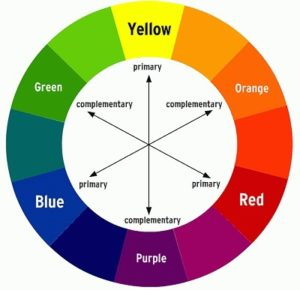 Yellow
primary
Green
Orange
complementary
complementary
Blue
primary
primary
Red
complementary
Purple